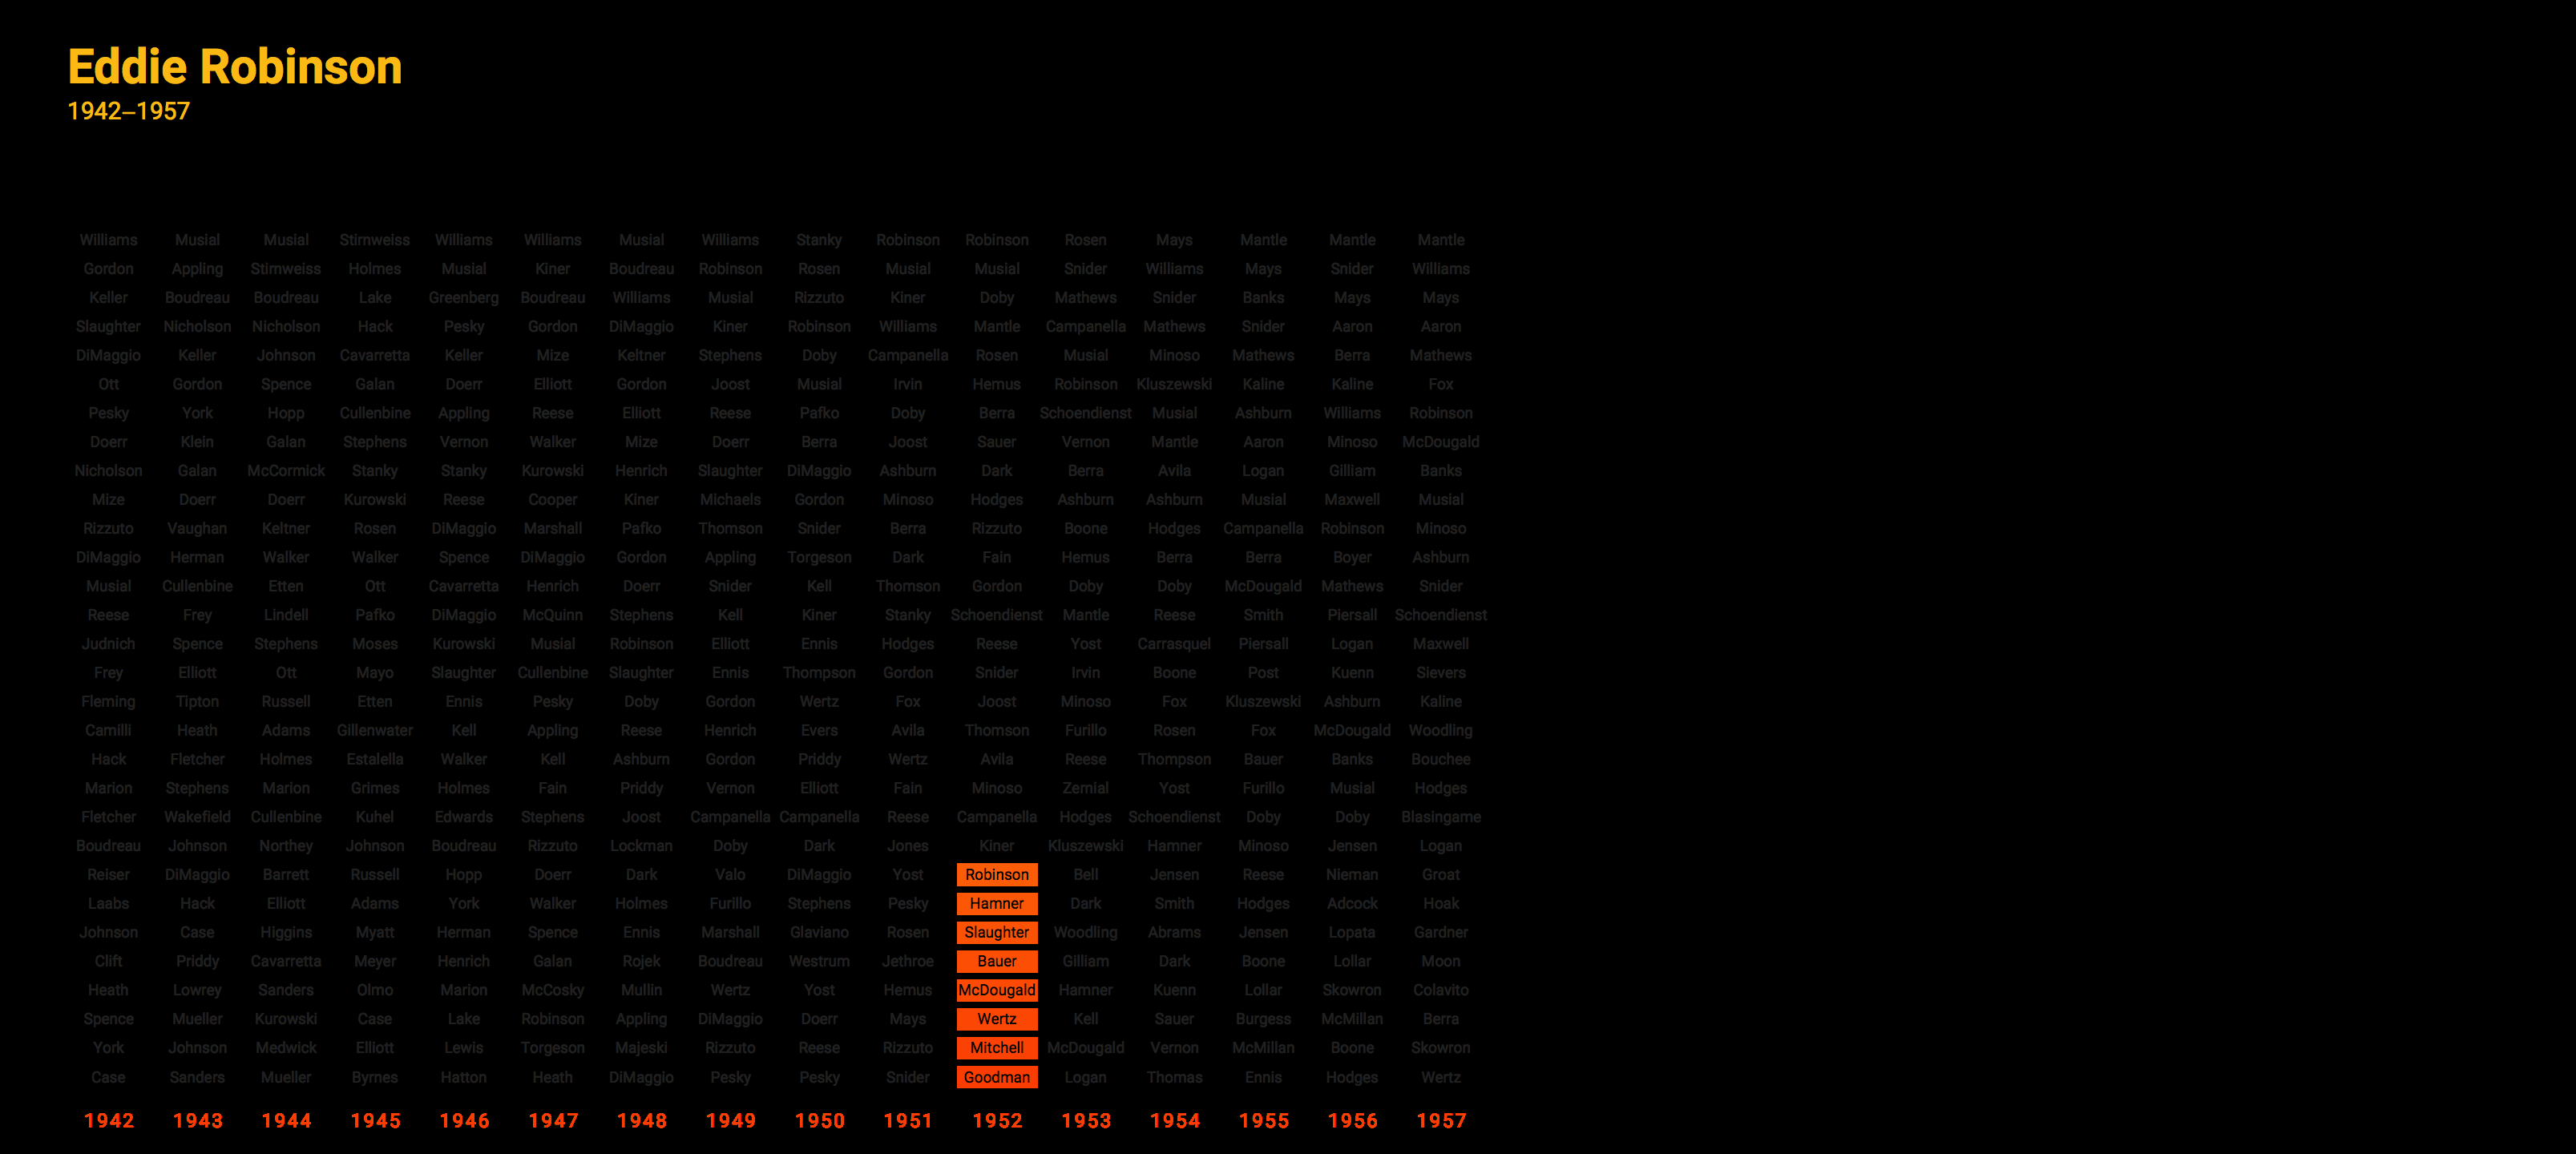 Eddie Robinson
1942–1957
Williams Musial Musial Stirnweiss Williams Williams Musial Williams Stanky Robinson Robinson Rosen Mays Mantle Mantle Mantle
Gordon Appling Stirnweiss Holmes Musial Kiner Boudreau Robinson Rosen Musial Musial Snider Williams Mays Snider Williams
Keller Boudreau Boudreau Lake Greenberg Boudreau Williams Musial Rizzuto Kiner Doby Mathews Snider Banks Mays Mays
Slaughter Nicholson Nicholson Hack Pesky Gordon DiMaggio Kiner Robinson Williams Mantle Campanella Mathews Snider Aaron Aaron
DiMaggio Keller Johnson Cavarretta Keller Mize Keltner Stephens Doby Campanella Rosen Musial Minoso Mathews Berra Mathews
Ott Gordon Spence Galan Doerr Elliott Gordon Joost Musial Irvin Hemus Robinson Kluszewski Kaline Kaline Fox
Pesky York Hopp Cullenbine Appling Reese Elliott Reese Pafko Doby Berra Schoendienst Musial Ashburn Williams Robinson
Doerr Klein Galan Stephens Vernon Walker Mize Doerr Berra Joost Sauer Vernon Mantle Aaron Minoso McDougald
Nicholson Galan McCormick Stanky Stanky Kurowski Henrich Slaughter DiMaggio Ashburn Dark Berra Avila Logan Gilliam Banks
Mize Doerr Doerr Kurowski Reese Cooper Kiner Michaels Gordon Minoso Hodges Ashburn Ashburn Musial Maxwell Musial
Rizzuto Vaughan Keltner Rosen DiMaggio Marshall Pafko Thomson Snider Berra Rizzuto Boone Hodges Campanella Robinson Minoso
DiMaggio Herman Walker Walker Spence DiMaggio Gordon Appling Torgeson Dark Fain Hemus Berra Berra Boyer Ashburn
Musial Cullenbine Etten Ott Cavarretta Henrich Doerr Snider Kell Thomson Gordon Doby Doby McDougald Mathews Snider
Reese Frey Lindell Pafko DiMaggio McQuinn Stephens Kell Kiner Stanky Schoendienst Mantle Reese Smith Piersall Schoendienst
Judnich Spence Stephens Moses Kurowski Musial Robinson Elliott Ennis Hodges Reese Yost Carrasquel Piersall Logan Maxwell
Frey Elliott Ott Mayo Slaughter Cullenbine Slaughter Ennis Thompson Gordon Snider Irvin Boone Post Kuenn Sievers
Fleming Tipton Russell Etten Ennis Pesky Doby Gordon Wertz Fox Joost Minoso Fox Kluszewski Ashburn Kaline
Camilli Heath Adams Gillenwater Kell Appling Reese Henrich Evers Avila Thomson Furillo Rosen Fox McDougald Woodling
Hack Fletcher Holmes Estalella Walker Kell Ashburn Gordon Priddy Wertz Avila Reese Thompson Bauer Banks Bouchee
Marion Stephens Marion Grimes Holmes Fain Priddy Vernon Elliott Fain Minoso Zernial Yost Furillo Musial Hodges
Fletcher Wakefield Cullenbine Kuhel Edwards Stephens Joost Campanella Campanella Reese Campanella Hodges Schoendienst Doby Doby Blasingame
Boudreau Johnson Northey Johnson Boudreau Rizzuto Lockman Doby Dark Jones Kiner Kluszewski Hamner Minoso Jensen Logan
Reiser DiMaggio Barrett Russell Hopp Doerr Dark Valo DiMaggio Yost Robinson Bell Jensen Reese Nieman Groat
Laabs Hack Elliott Adams York Walker Holmes Furillo Stephens Pesky Hamner Dark Smith Hodges Adcock Hoak
Johnson Case Higgins Myatt Herman Spence Ennis Marshall Glaviano Rosen Slaughter Woodling Abrams Jensen Lopata Gardner
Clift Priddy Cavarretta Meyer Henrich Galan Rojek Boudreau Westrum Jethroe Bauer Gilliam Dark Boone Lollar Moon
Heath Lowrey Sanders Olmo Marion McCosky Mullin Wertz Yost Hemus McDougald Hamner Kuenn Lollar Skowron Colavito
Spence Mueller Kurowski Case Lake Robinson Appling DiMaggio Doerr Mays Wertz Kell Sauer Burgess McMillan Berra
York Johnson Medwick Elliott Lewis Torgeson Majeski Rizzuto Reese Rizzuto Mitchell McDougald Vernon McMillan Boone Skowron
Case Sanders Mueller Byrnes Hatton Heath DiMaggio Pesky Pesky Snider Goodman Logan Thomas Ennis Hodges Wertz
1942 1943 1944 1945 1946 1947 1948 1949 1950 1951 1952 1953 1954 1955 1956 1957